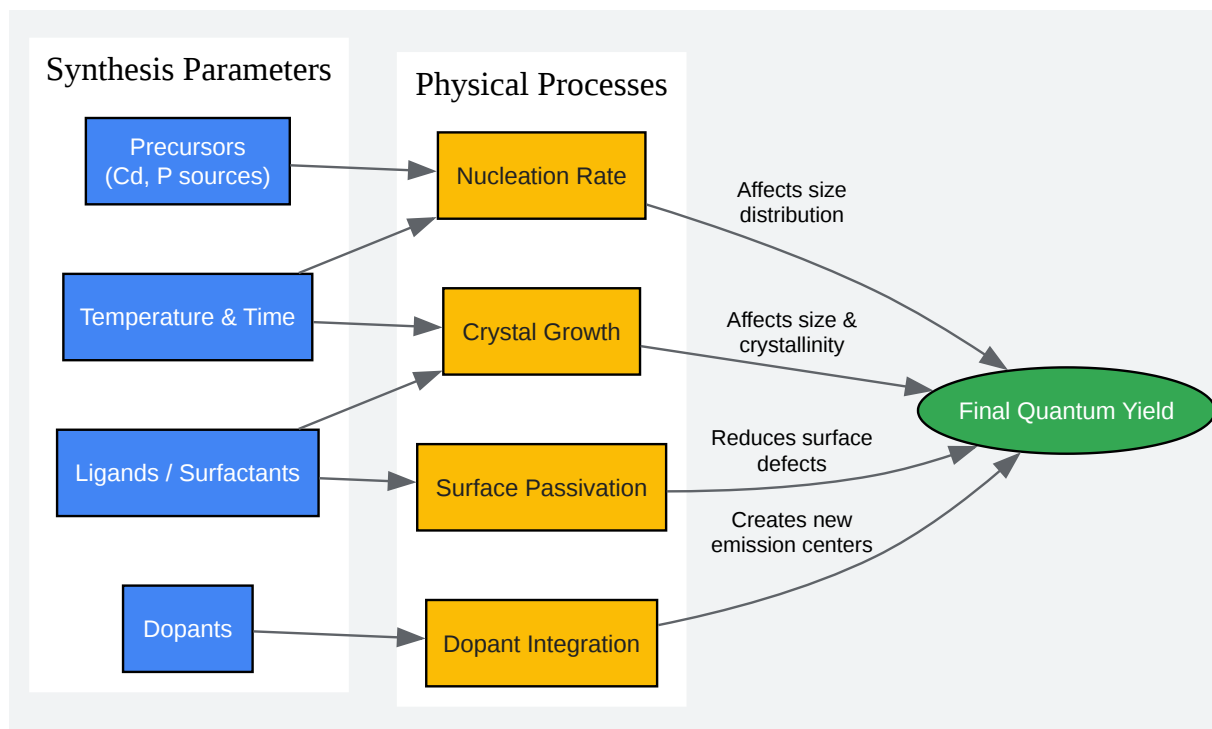 Synthesis Parameters
Precursors
(Cd, P sources)
Temperature & Time
Ligands / Surfactants
Dopants
Physical Processes
Nucleation Rate
Crystal Growth
Surface Passivation
Dopant Integration
Affects size
distribution
Affects size &
crystallinity
Reduces surface
defects
Creates new
emission centers
Final Quantum Yield